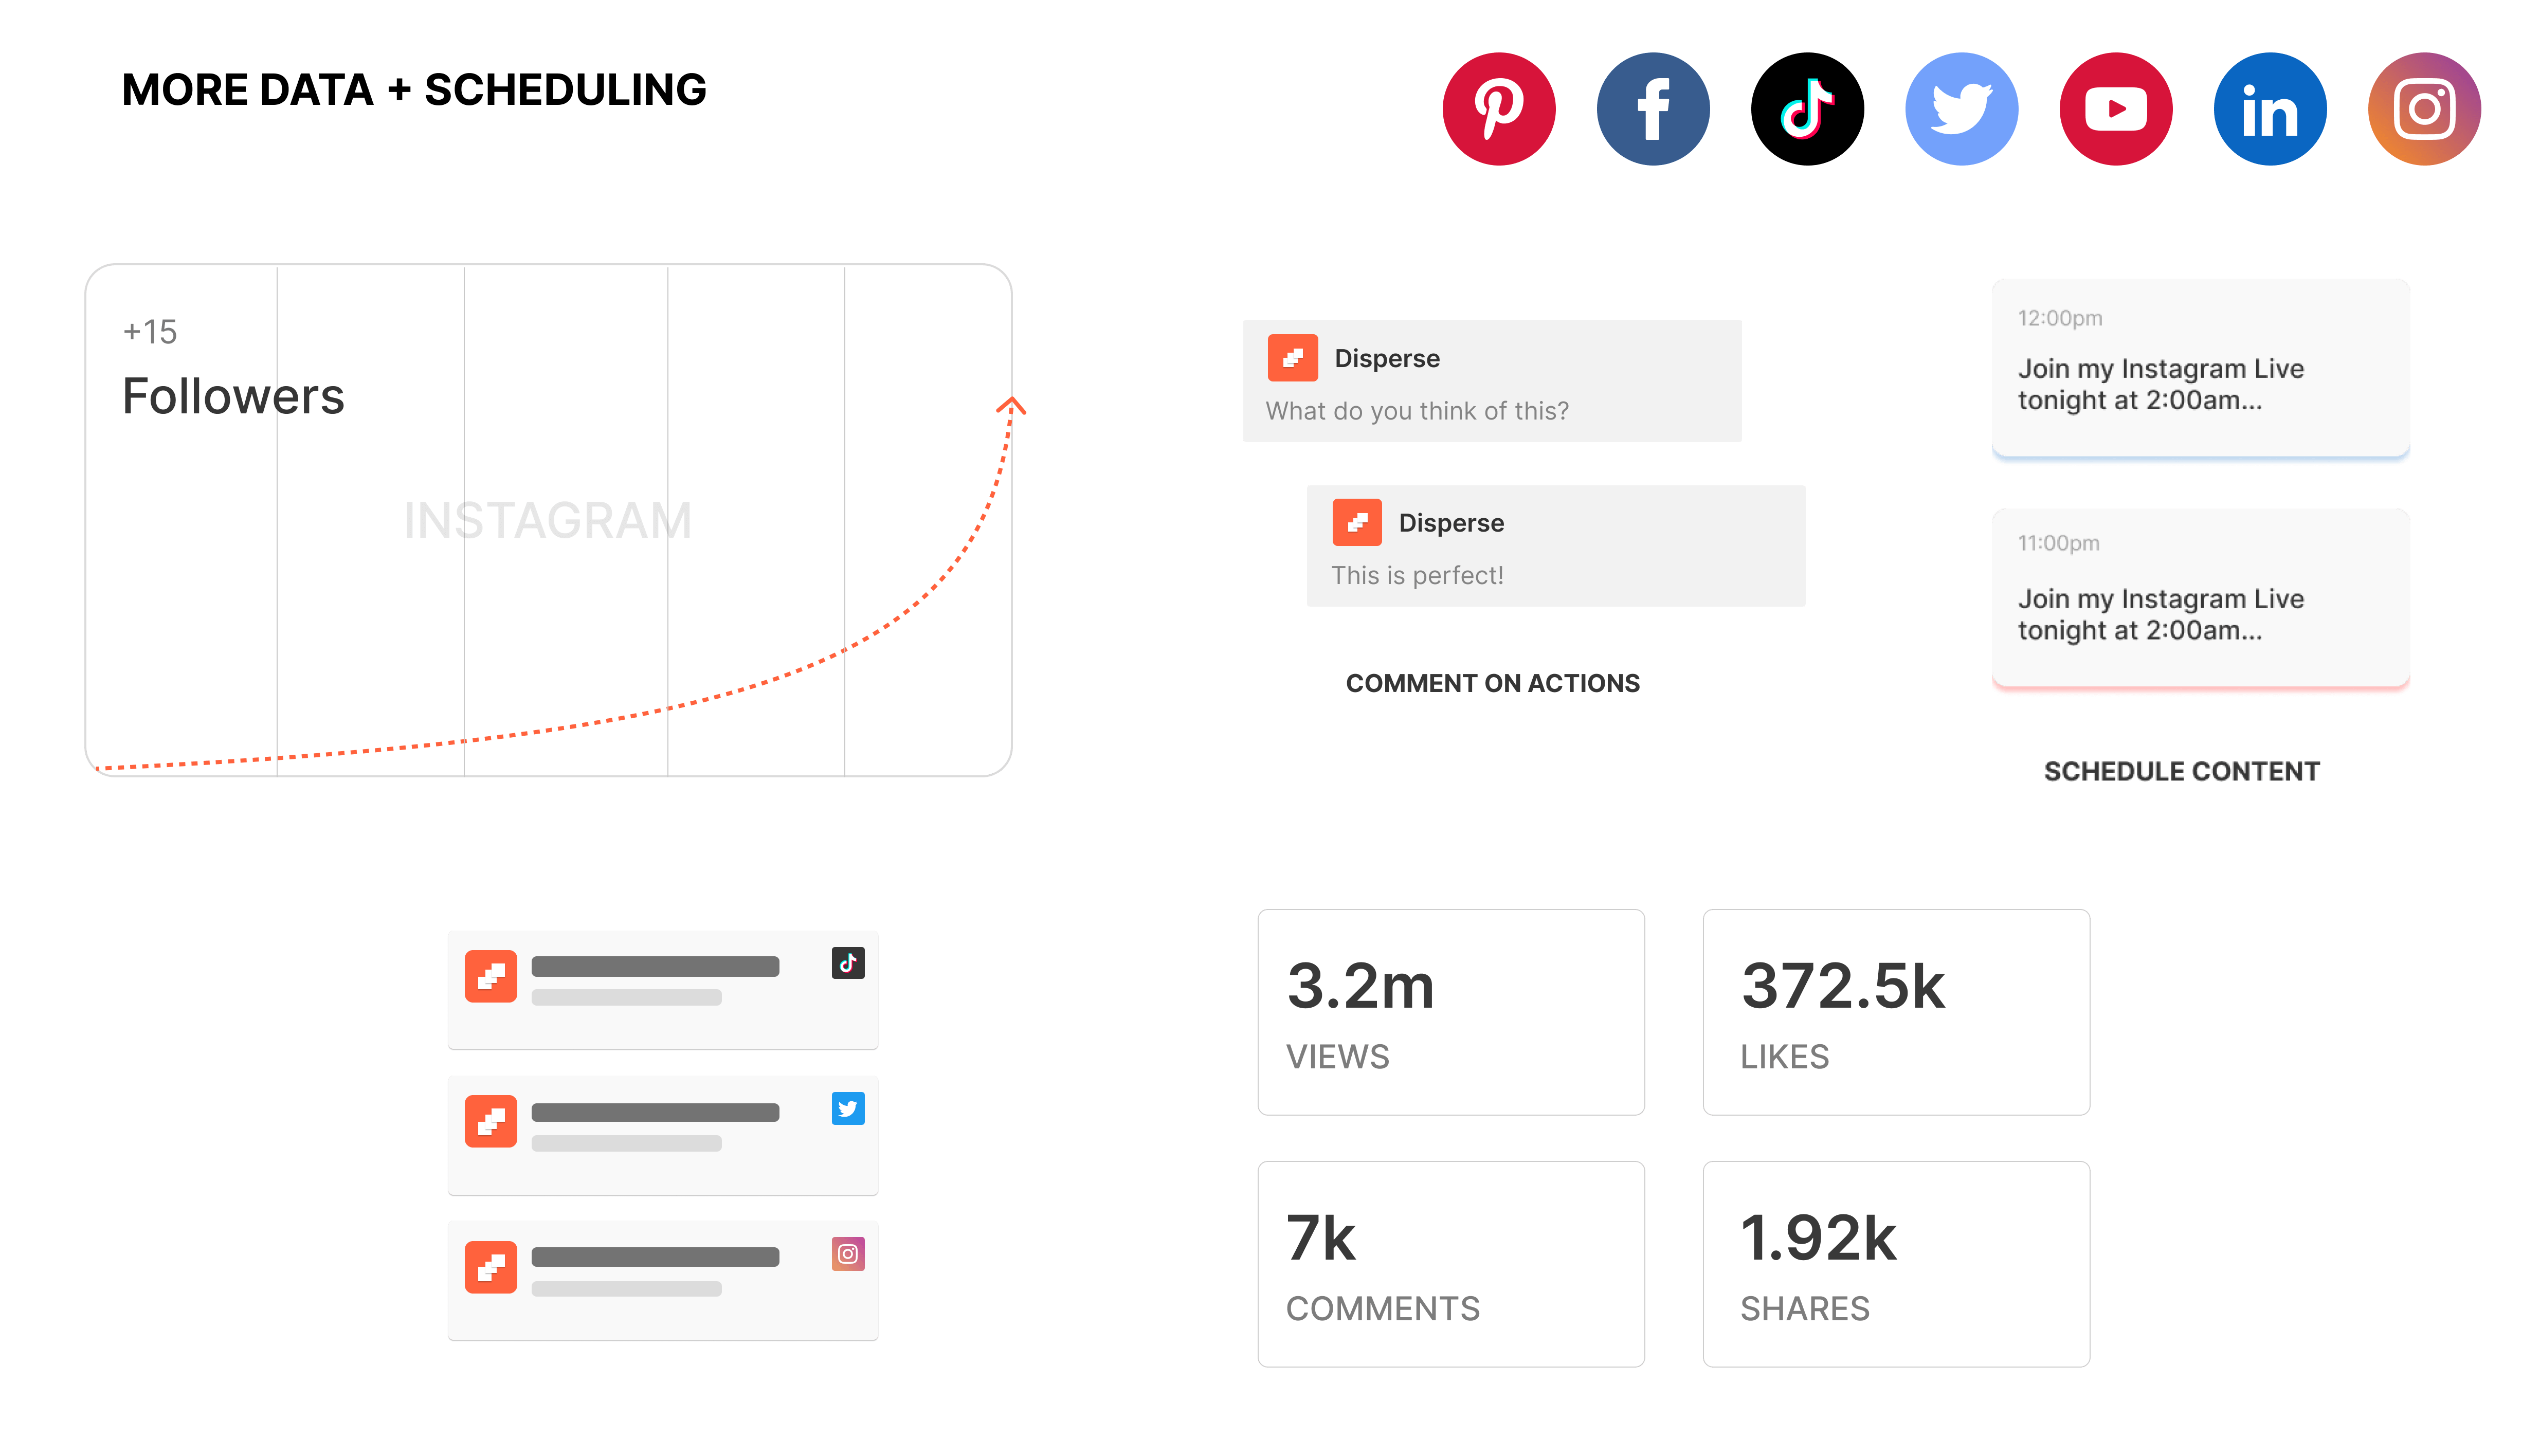 MORE DATA + SCHEDULING
+15
Followers
INSTAGRAM
Disperse
What do you think of this?
Disperse
This is perfect!
COMMENT ON ACTIONS
12:00pm
Join my Instagram Live
tonight at 2:00am...
11:00pm
Join my Instagram Live
tonight at 2:00am...
SCHEDULE CONTENT
3.2m
VIEWS
372.5k
LIKES
7k
COMMENTS
1.92k
SHARES